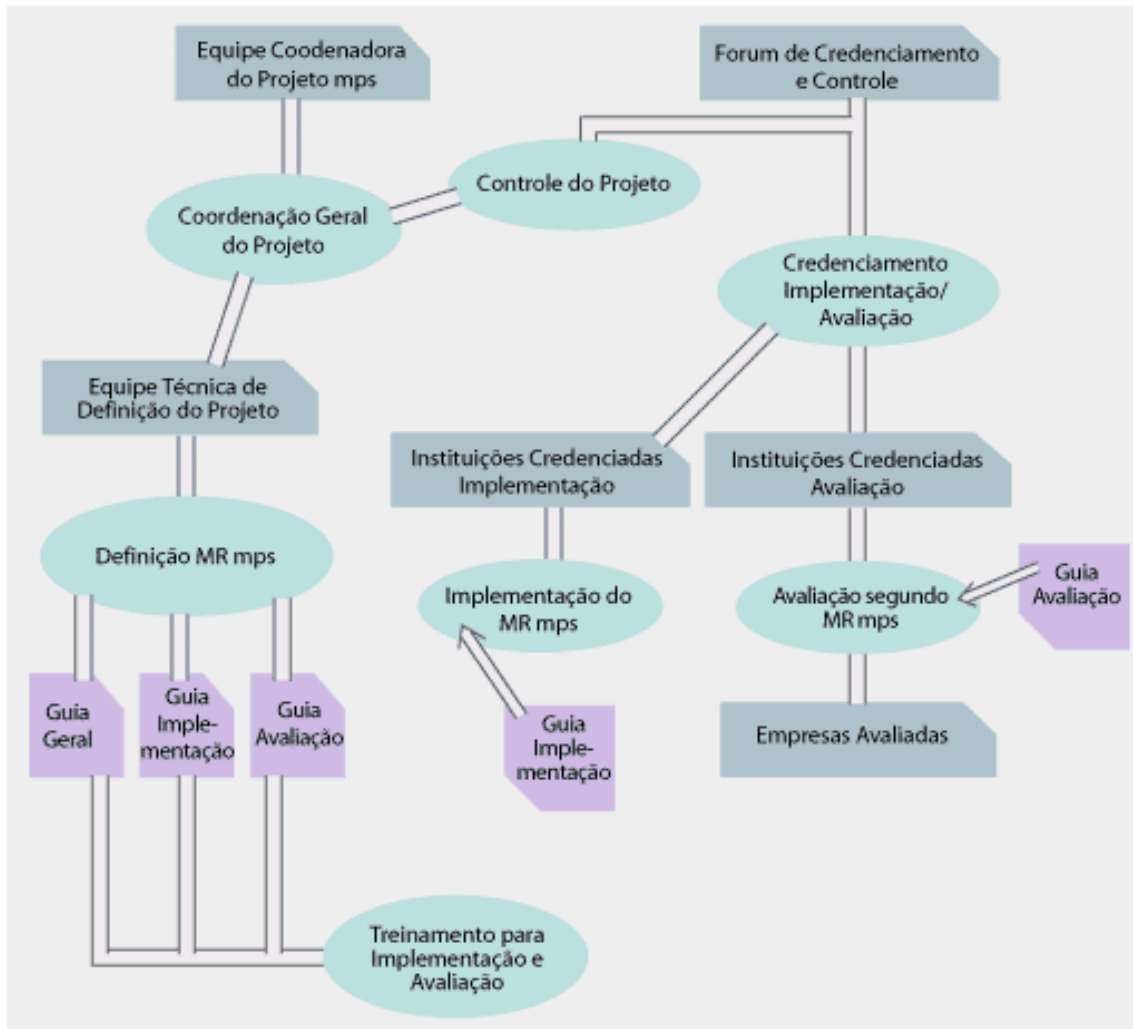 Equipe Coodenadora
do Projeto mps
Forum de Credenciamento
e Controle
Controle do Projeto
Coordenação Geral
do Projeto
Credenciamento
Implementação/
Avaliação
Equipe Técnica de
Definição do Projeto
Instituições Credenciadas
Implementação
Instituições Credenciadas
Avaliação
Definição MR mps
Implementação do
MR mps
Avaliação segundo
MR mps
Guia
Avaliação
Guia
Geral
Guia
Imple-
mentação
Guia
Avaliação
Guia
Imple-
mentação
Empresas Avaliadas
Treinamento para
Implementação e
Avaliação